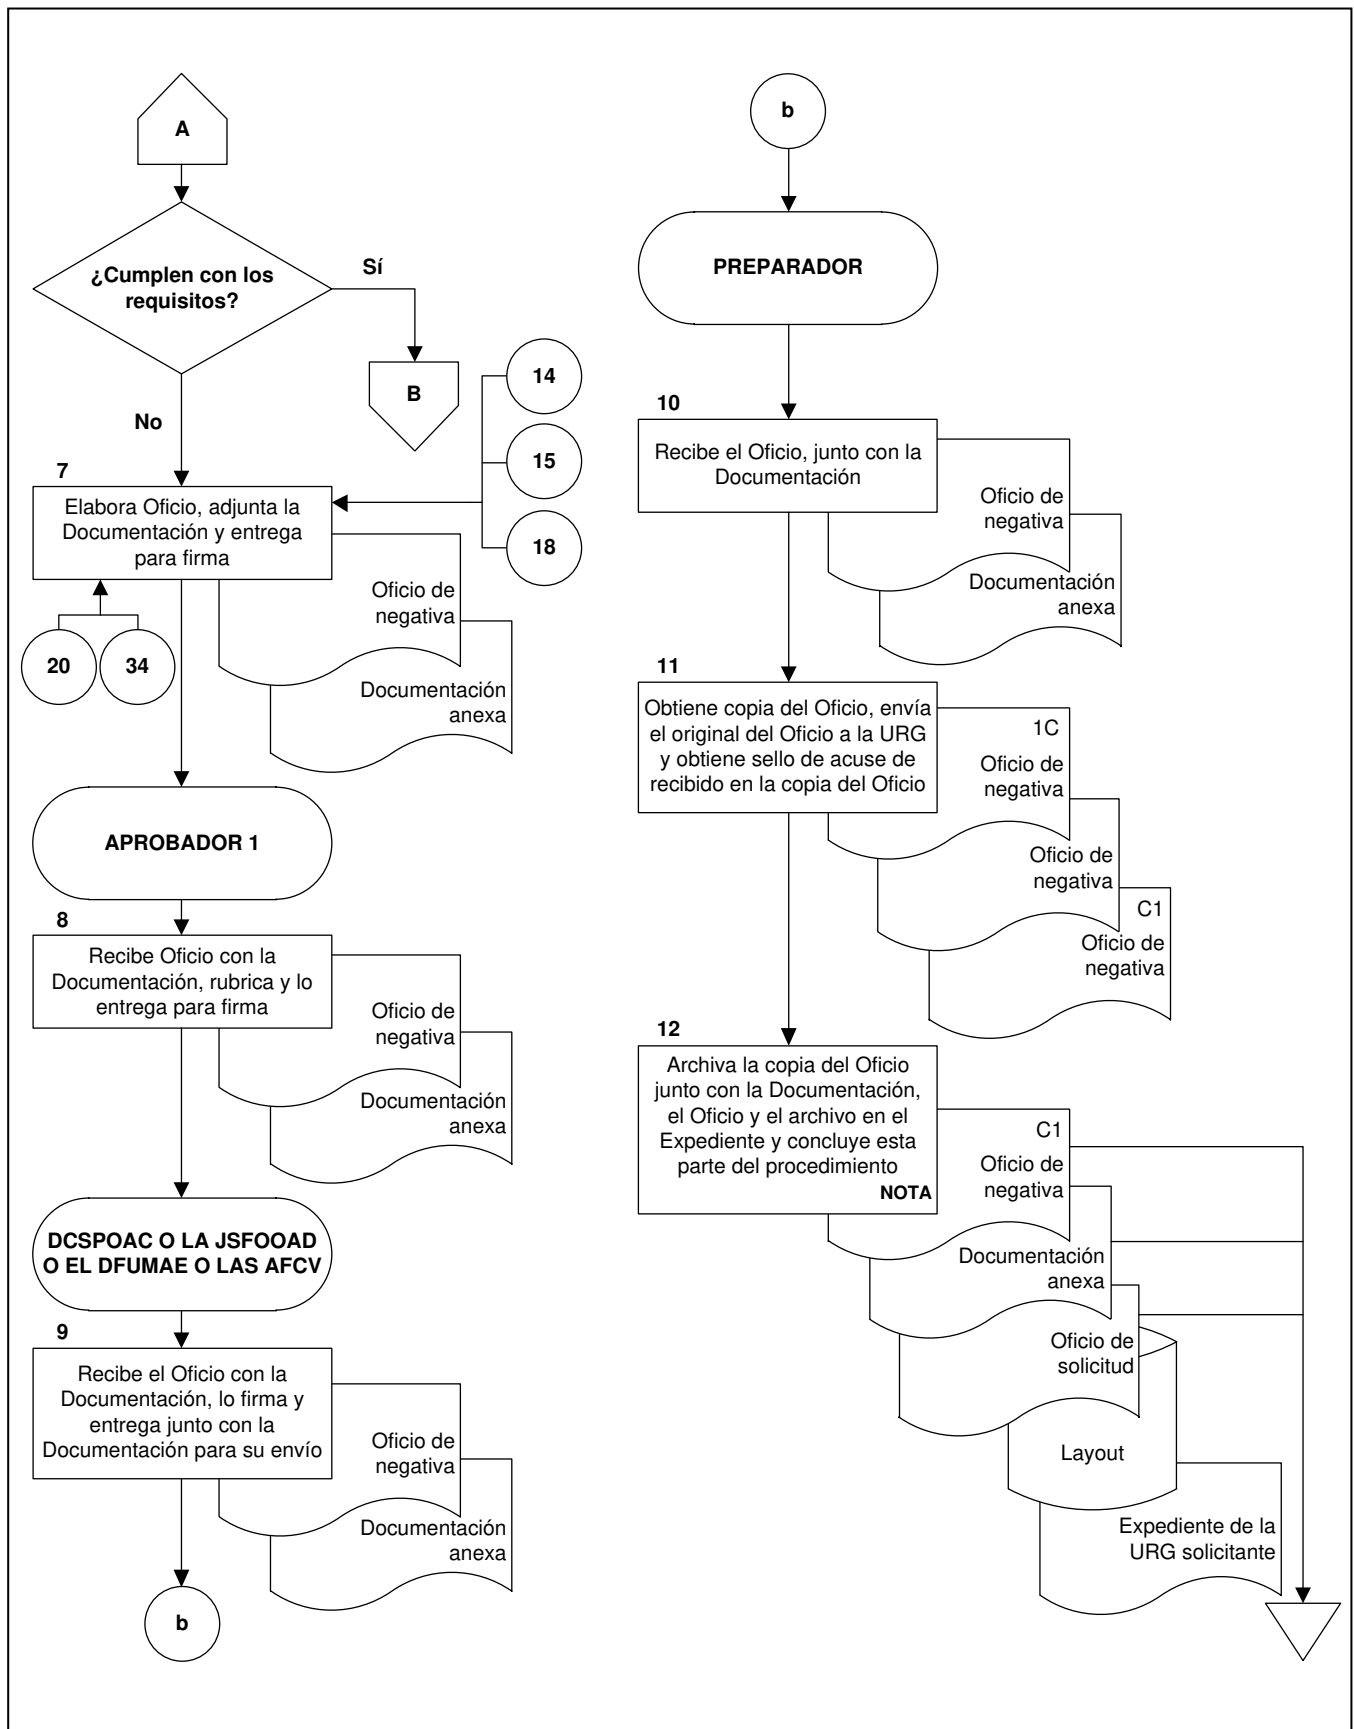 A
¿Cumplen con los
requisitos?
Sí
B
No
14
15
18
7
Elabora Oficio, adjunta la
Documentación y entrega
para firma
Oficio de
negativa
Documentación
anexa
20
34
APROBADOR 1
8
Recibe Oficio con la
Documentación, rubrica y lo
entrega para firma
Oficio de
negativa
Documentación
anexa
DCSPOAC O LA JSFOOAD
O EL DFUMAE O LAS AFCV
9
Recibe el Oficio con la
Documentación, lo firma y
entrega junto con la
Documentación para su envío
Oficio de
negativa
Documentación
anexa
b
b
PREPARADOR
10
Recibe el Oficio, junto con la
Documentación
Oficio de
negativa
Documentación
anexa
11
Obtiene copia del Oficio, envía
el original del Oficio a la URG
y obtiene sello de acuse de
recibido en la copia del Oficio
1C
Oficio de
negativa
Oficio de
negativa
C1
Oficio de
negativa
12
Archiva la copia del Oficio
junto con la Documentación,
el Oficio y el archivo en el
Expediente y concluye esta
parte del procedimiento
NOTA
C1
Oficio de
negativa
Documentación
anexa
Oficio de
solicitud
Layout
Expediente de la
URG solicitante